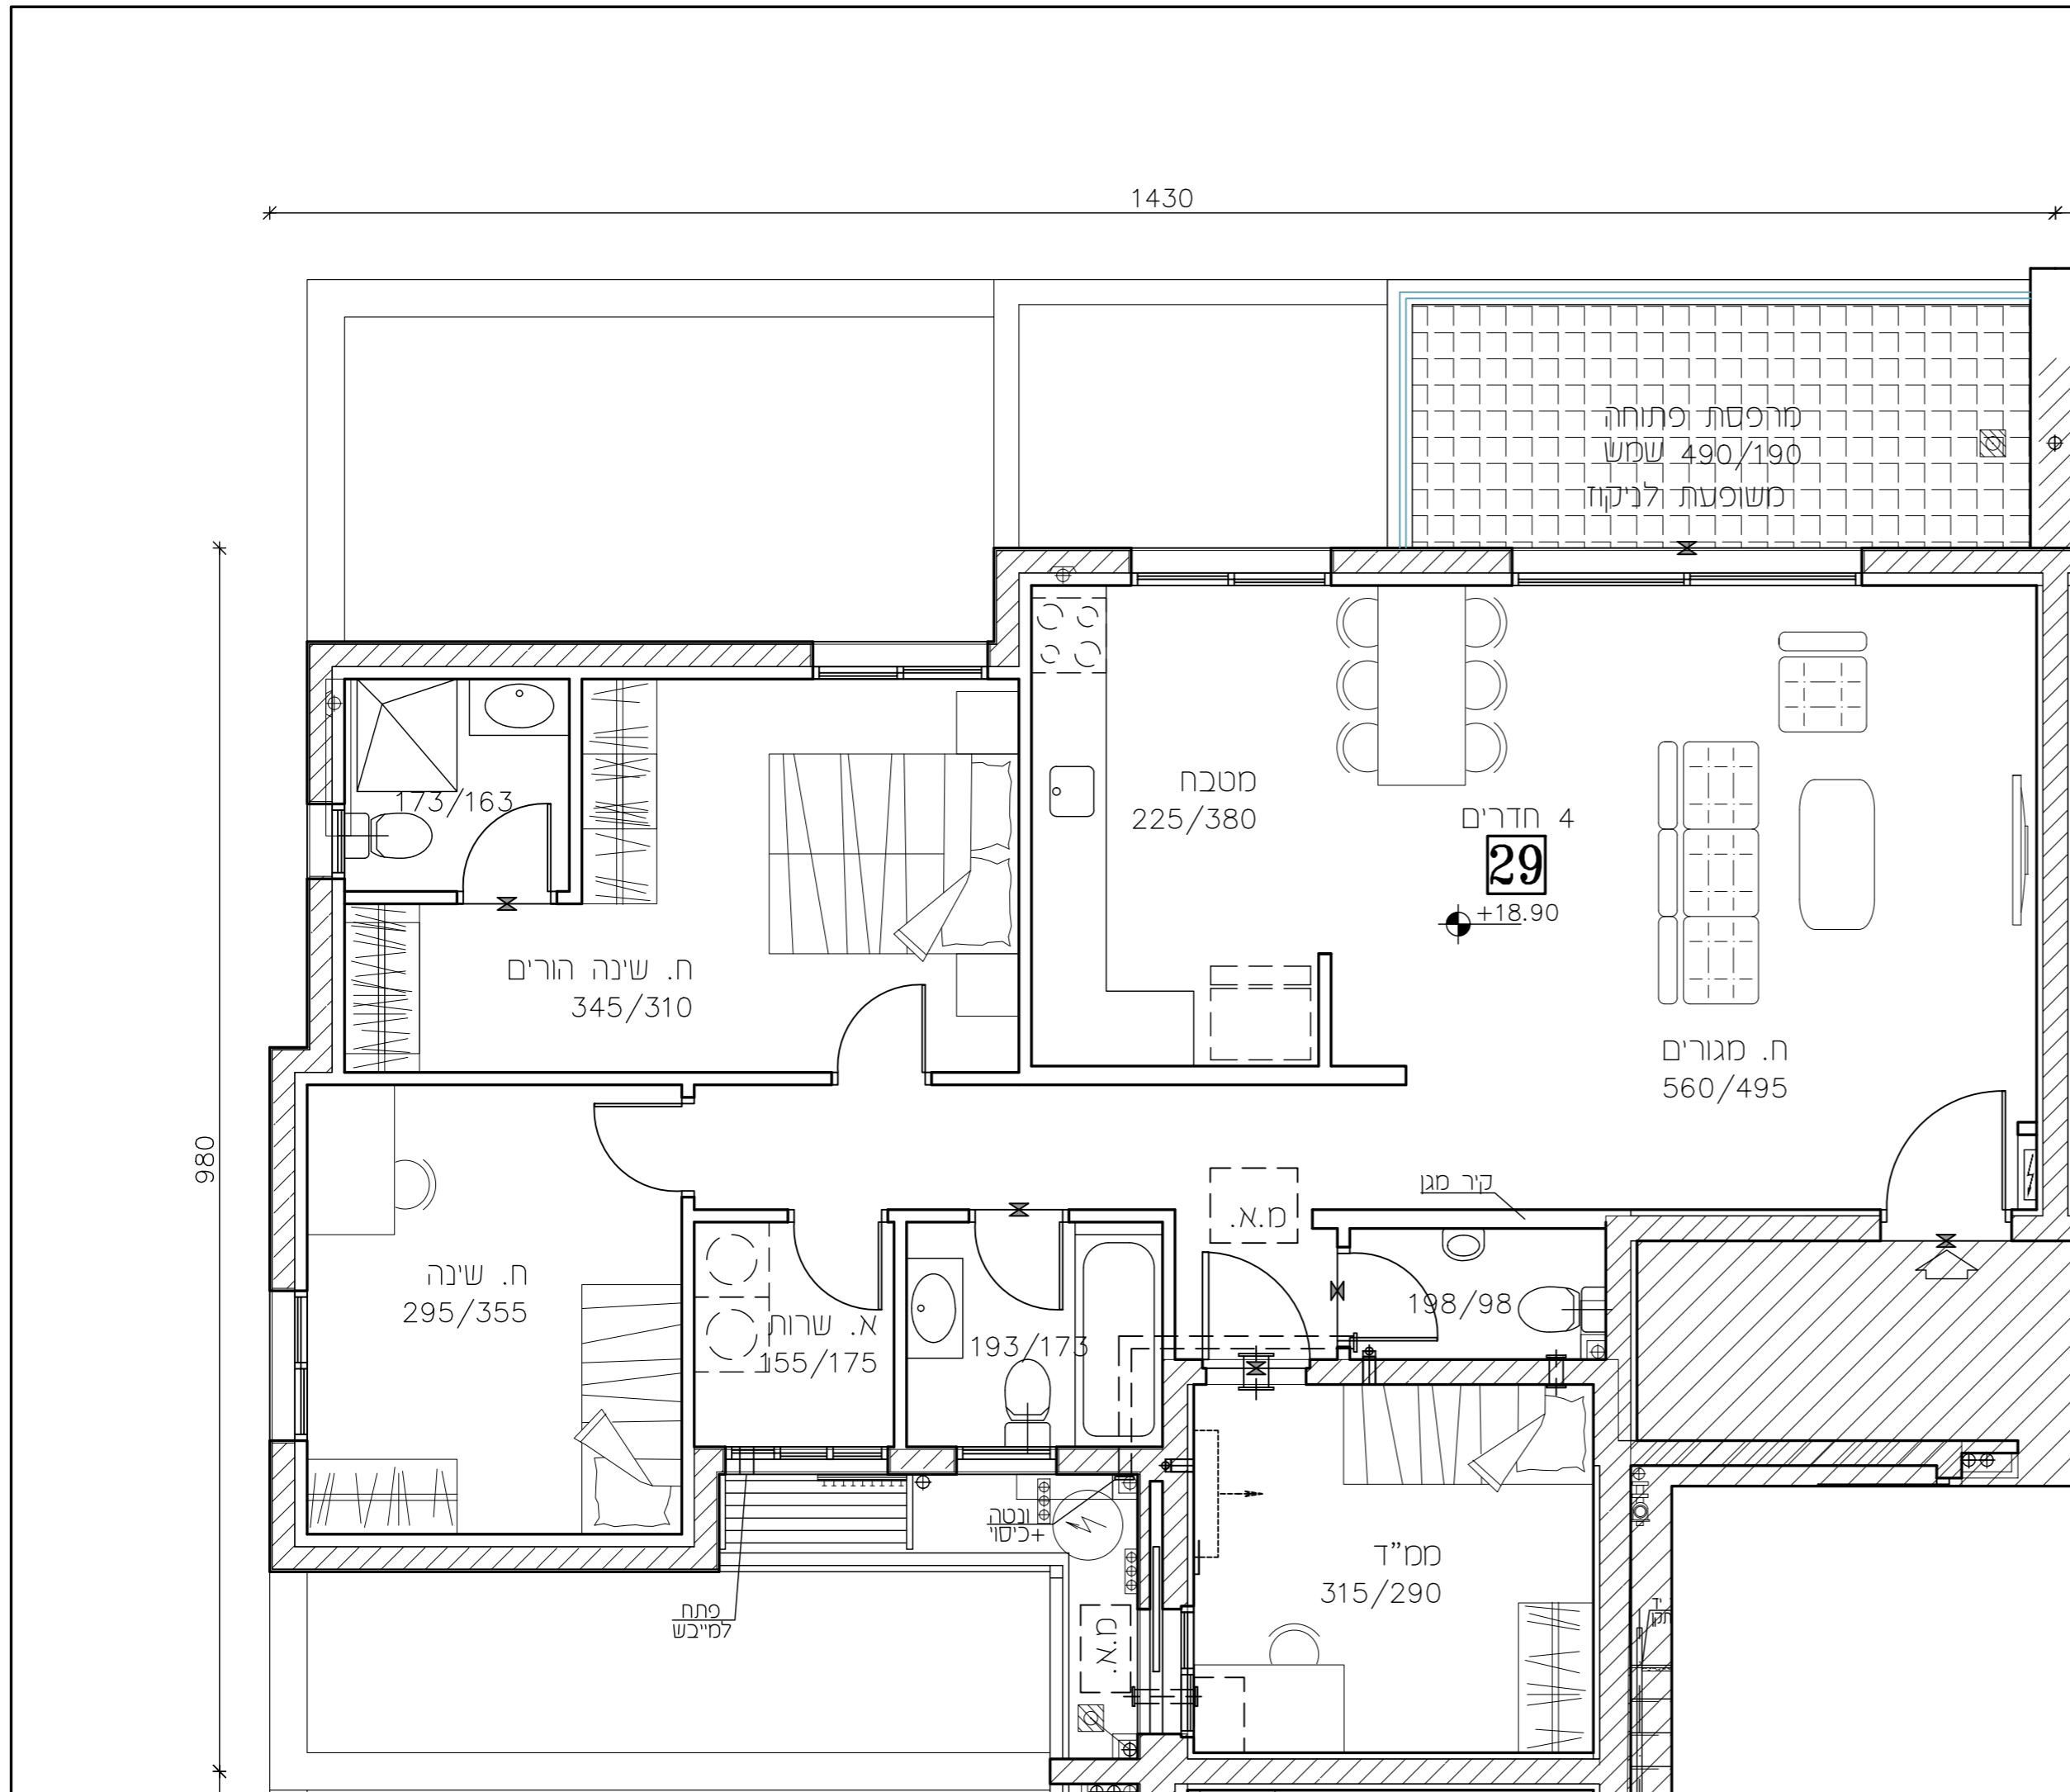 1430
מרפסת פתוחה
שמש 490/190
משופעת לניקוז
173/163
מטבח
225/380
4 חדרים
29
+18.90
ח. שינה הורים
345/310
ח. מגורים
560/495
980
קיר מגן
מ.א.
ח. שינה
295/355
א. שרות
155/175
193/173
198/98
ונטה
+כיסוי
ממ"ד
315/290
פתח
למייבש
מ.א.